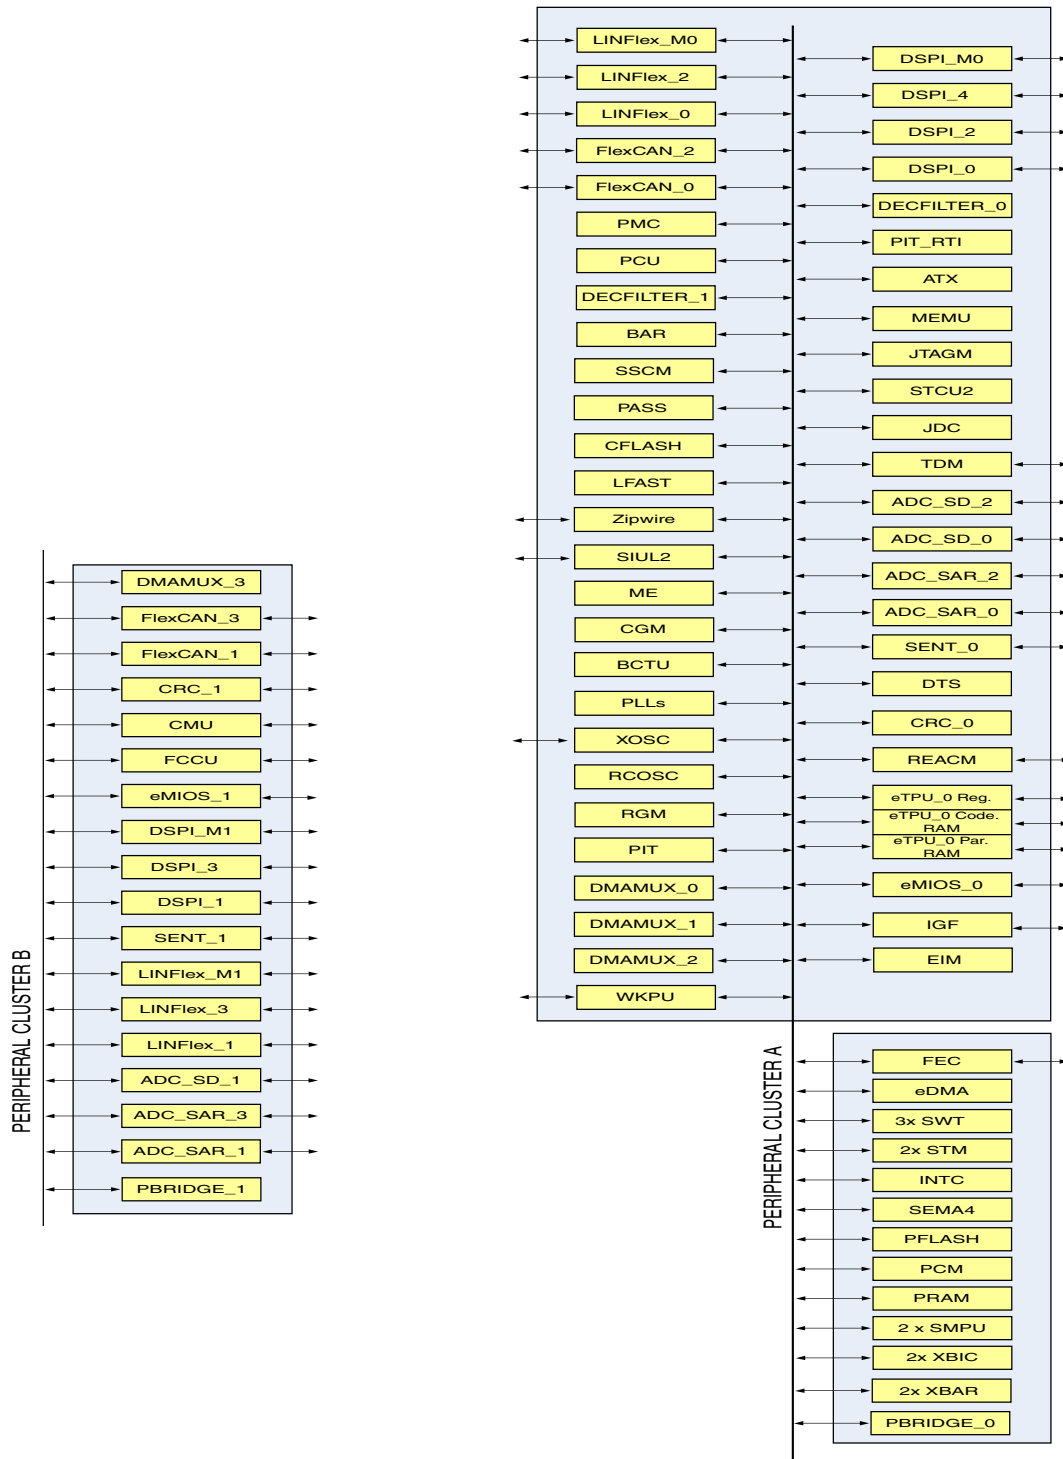 LINFlex_M0
LINFlex_2
LINFlex_0
FlexCAN_2
FlexCAN_0
PMC
PCU
DECFILTER_1
BAR
SSCM
PASS
CFLASH
LFAST
Zipwire
SIUL2
ME
CGM
BCTU
PLLs
XOSC
RCOSC
RGM
PIT
DMAMUX_0
DMAMUX_1
DMAMUX_2
WKPU
DSPI_M0
DSPI_4
DSPI_2
DSPI_0
DECFILTER_0
PIT_RTI
ATX
MEMU
JTAGM
STCU2
JDC
TDM
ADC_SD_2
ADC_SD_0
ADC_SAR_2
ADC_SAR_0
SENT_0
DTS
CRC_0
REACM
eTPU_0 Reg.
eTPU_0 Code.
RAM
eTPU_0 Par.
RAM
eMIOS_0
IGF
EIM
PERIPHERAL CLUSTER A
FEC
eDMA
3x SWT
2x STM
INTC
SEMA4
PFLASH
PCM
PRAM
2 x SMPU
2x XBIC
2x XBAR
PBRIDGE_0
PERIPHERAL CLUSTER B
DMAMUX_3
FlexCAN_3
FlexCAN_1
CRC_1
CMU
FCCU
eMIOS_1
DSPI_M1
DSPI_3
DSPI_1
SENT_1
LINFlex_M1
LINFlex_3
LINFlex_1
ADC_SD_1
ADC_SAR_3
ADC_SAR_1
PBRIDGE_1